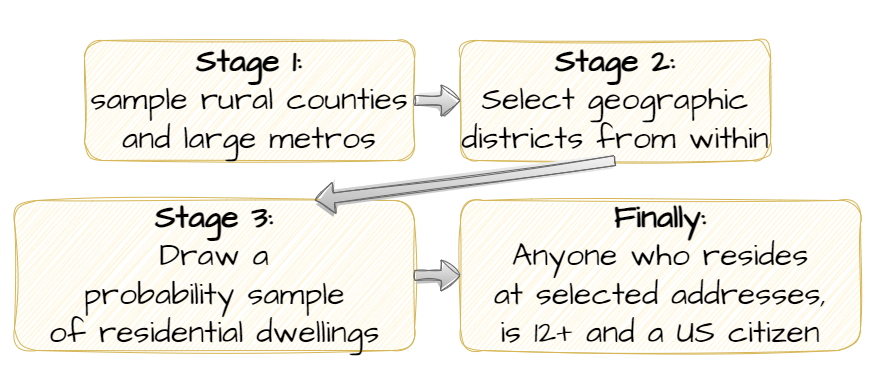 Stage 1:
sample rural counties
and large metros
Stage 2:
Select geographic
districts from within
Stage 3:
Draw a
probability sample
of residential dwellings
Finally:
Anyone who resides
at selected addresses,
is 12+ and a US citizen